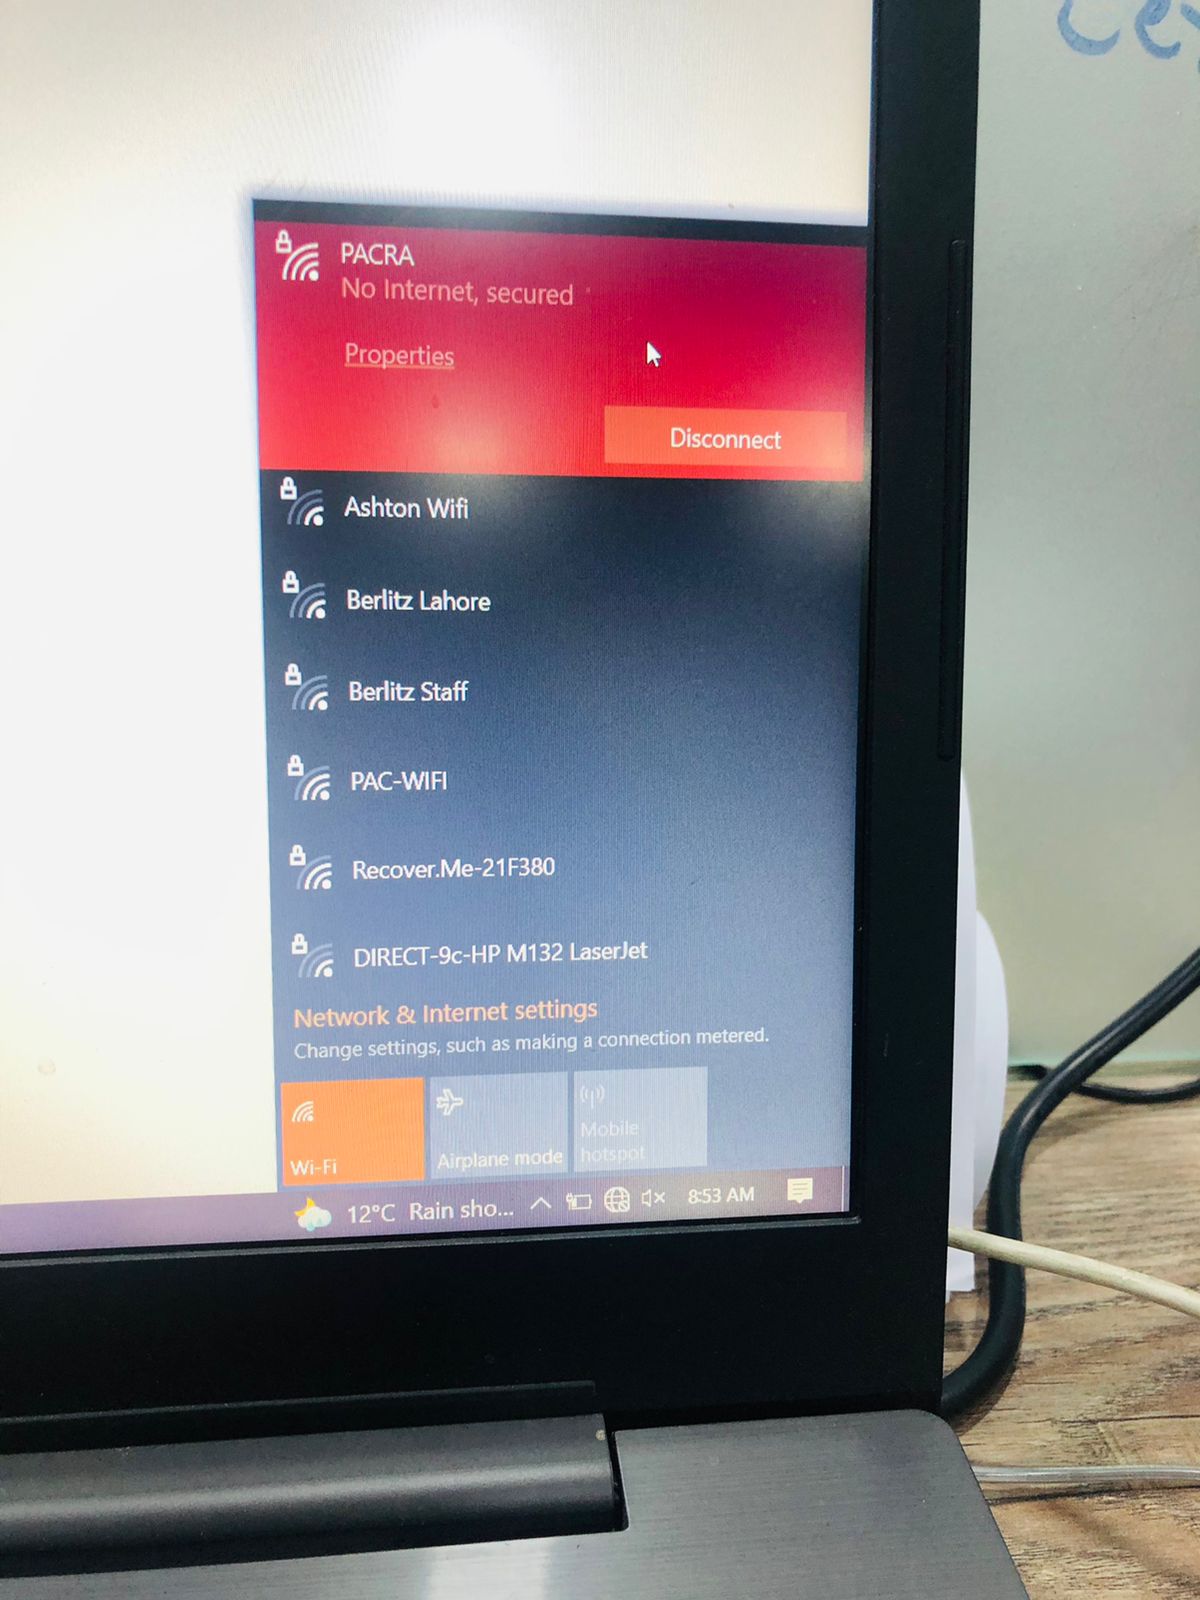 PACRA
No Internet, secured
Properties
Disconnect
Ashton Wifi
Berlitz Lahore
Berlitz Staff
PAC-WIFI
Recover.Me-21F380
DIRECT-9c-HP M132 LaserJet
Network & Internet settings
Change settings, such as making a connection metered.
Wi-Fi
Airplane mode
Mobile
hotspot
12°C Rain sho... 8:53 AM